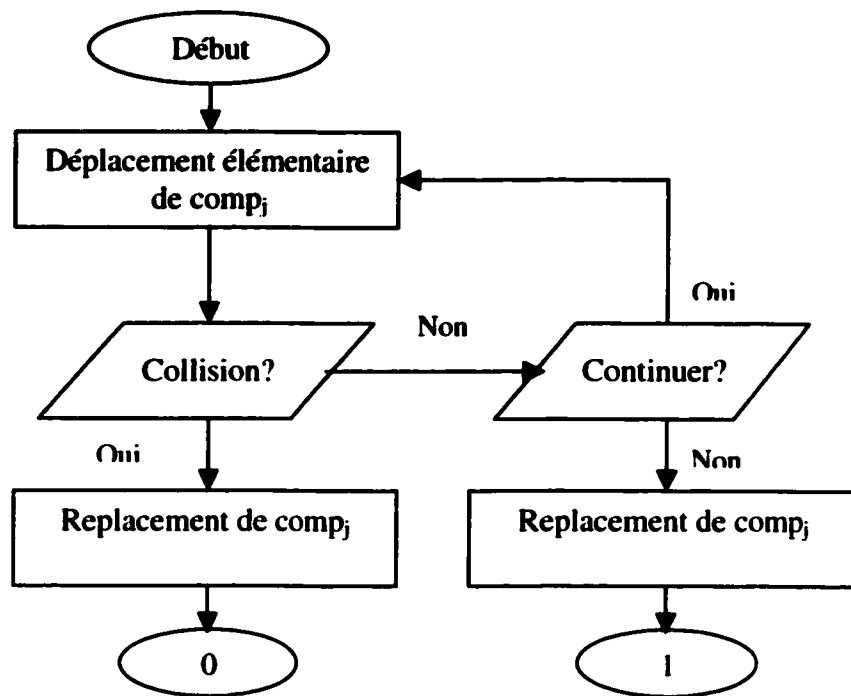 Début
Déplacement élémentaire
de compj
Oui
Non
Collision?
Continuer?
Oui
Non
Replacement de compj
Replacement de compj
0
1